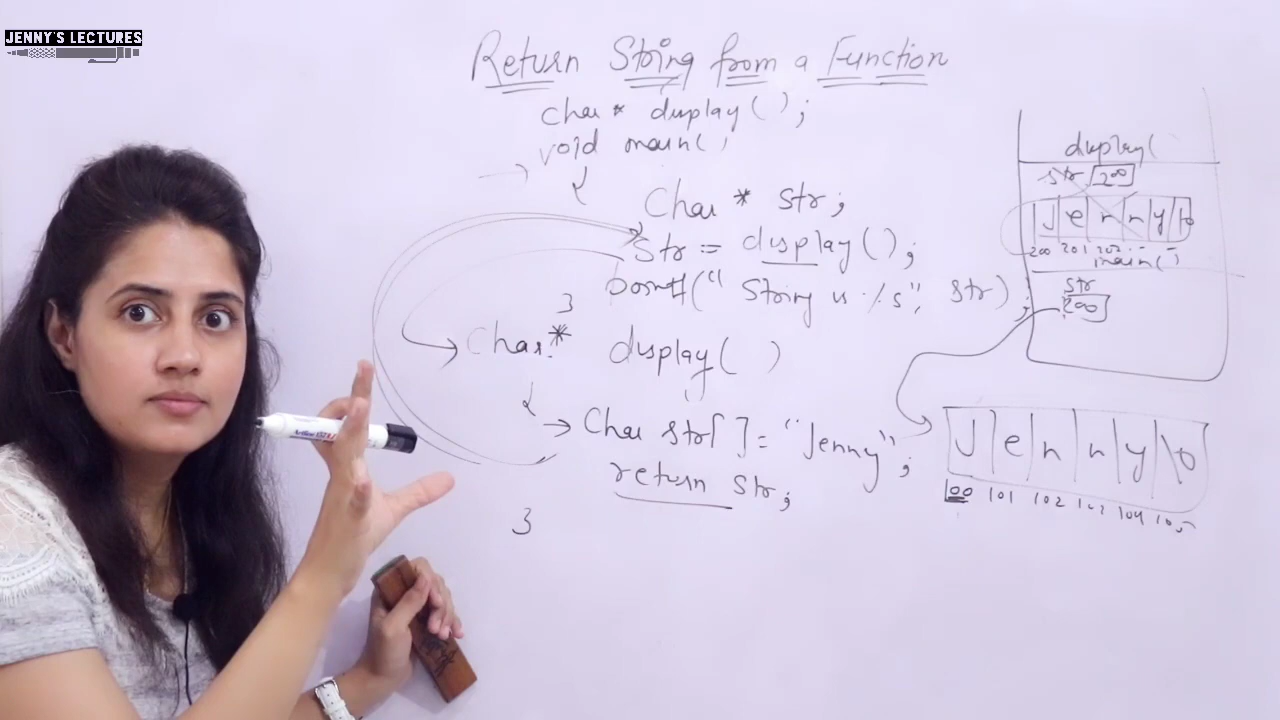 JENNY'S LECTURES
Return String from a Function
char* display();
void main()
{
Char * str;
str = display();
printf("String is %s", str);
}
Char* display()
{
Char str[] = "Jenny";
return str;
}
display(
str 200
J e n n y \0
200 201 202
main()
str
200
J e n n y \0
100 101 102 103 104 105